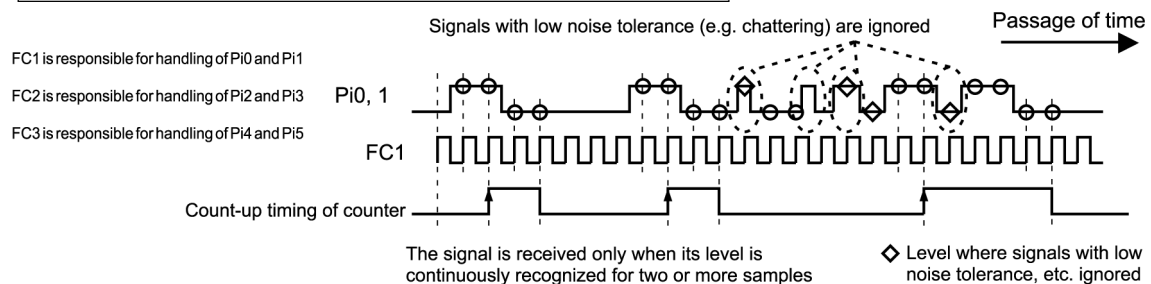 Signals with low noise tolerance (e.g. chattering) are ignored
Passage of time
FC1 is responsible for handling of Pi0 and Pi1
FC2 is responsible for handling of Pi2 and Pi3
FC3 is responsible for handling of Pi4 and Pi5
Pi0, 1
FC1
Count-up timing of counter
The signal is received only when its level is
continuously recognized for two or more samples
Level where signals with low
noise tolerance, etc. ignored